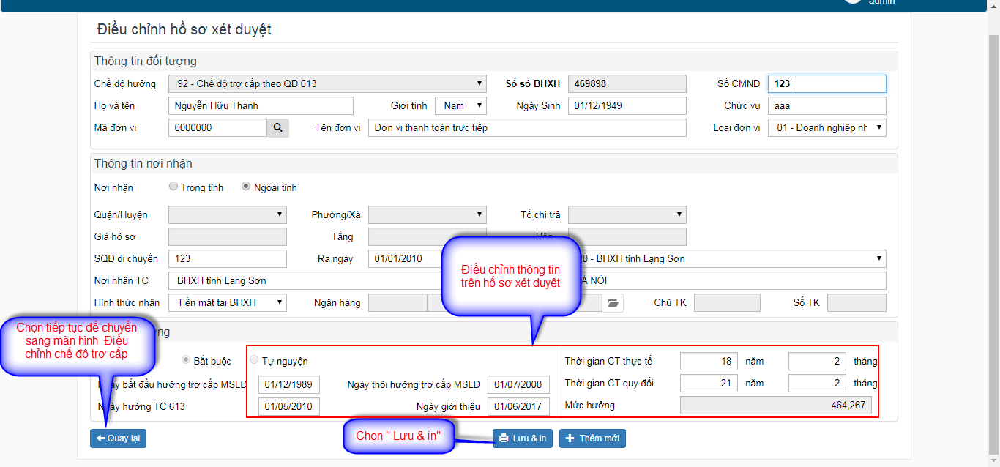 admin
Điều chỉnh hồ sơ xét duyệt
Thông tin đối tượng
Chế độ hưởng 92 - Chế độ trợ cấp theo QĐ 613 Số sổ BHXH 469898 Số CMND 123
Họ và tên Nguyễn Hữu Thanh Giới tính Nam Ngày Sinh 01/12/1949 Chức vụ aaa
Mã đơn vị 0000000 Tên đơn vị Đơn vị thanh toán trực tiếp Loại đơn vị 01 - Doanh nghiệp nh
Thông tin nơi nhận
Nơi nhận Trong tỉnh Ngoài tỉnh
Quận/Huyện Phường/Xã Tổ chi trả
Giá hồ sơ Tầng
SQĐ di chuyển 123 Ra ngày 01/01/2010 20 - BHXH tỉnh Lạng Sơn
Điều chỉnh thông tin
trên hồ sơ xét duyệt
Nơi nhận TC BHXH tỉnh Lạng Sơn NỘI
Hình thức nhận Tiền mặt tại BHXH Ngân hàng Chủ TK Số TK
Chọn tiếp tục để chuyển
sang màn hình Điều
chỉnh chế độ trợ cấp
Bắt buộc Tự nguyện Thời gian CT thực tế 18 năm 2 tháng
bắt đầu hưởng trợ cấp MSLĐ 01/12/1989 Ngày thôi hưởng trợ cấp MSLĐ 01/07/2000 Thời gian CT quy đổi 21 năm 2 tháng
Ngày hưởng TC 613 01/05/2010 Ngày giới thiệu 01/06/2017 Mức hưởng 464,267
Chọn " Lưu & in"
Quay lại Lưu & in Thêm mới